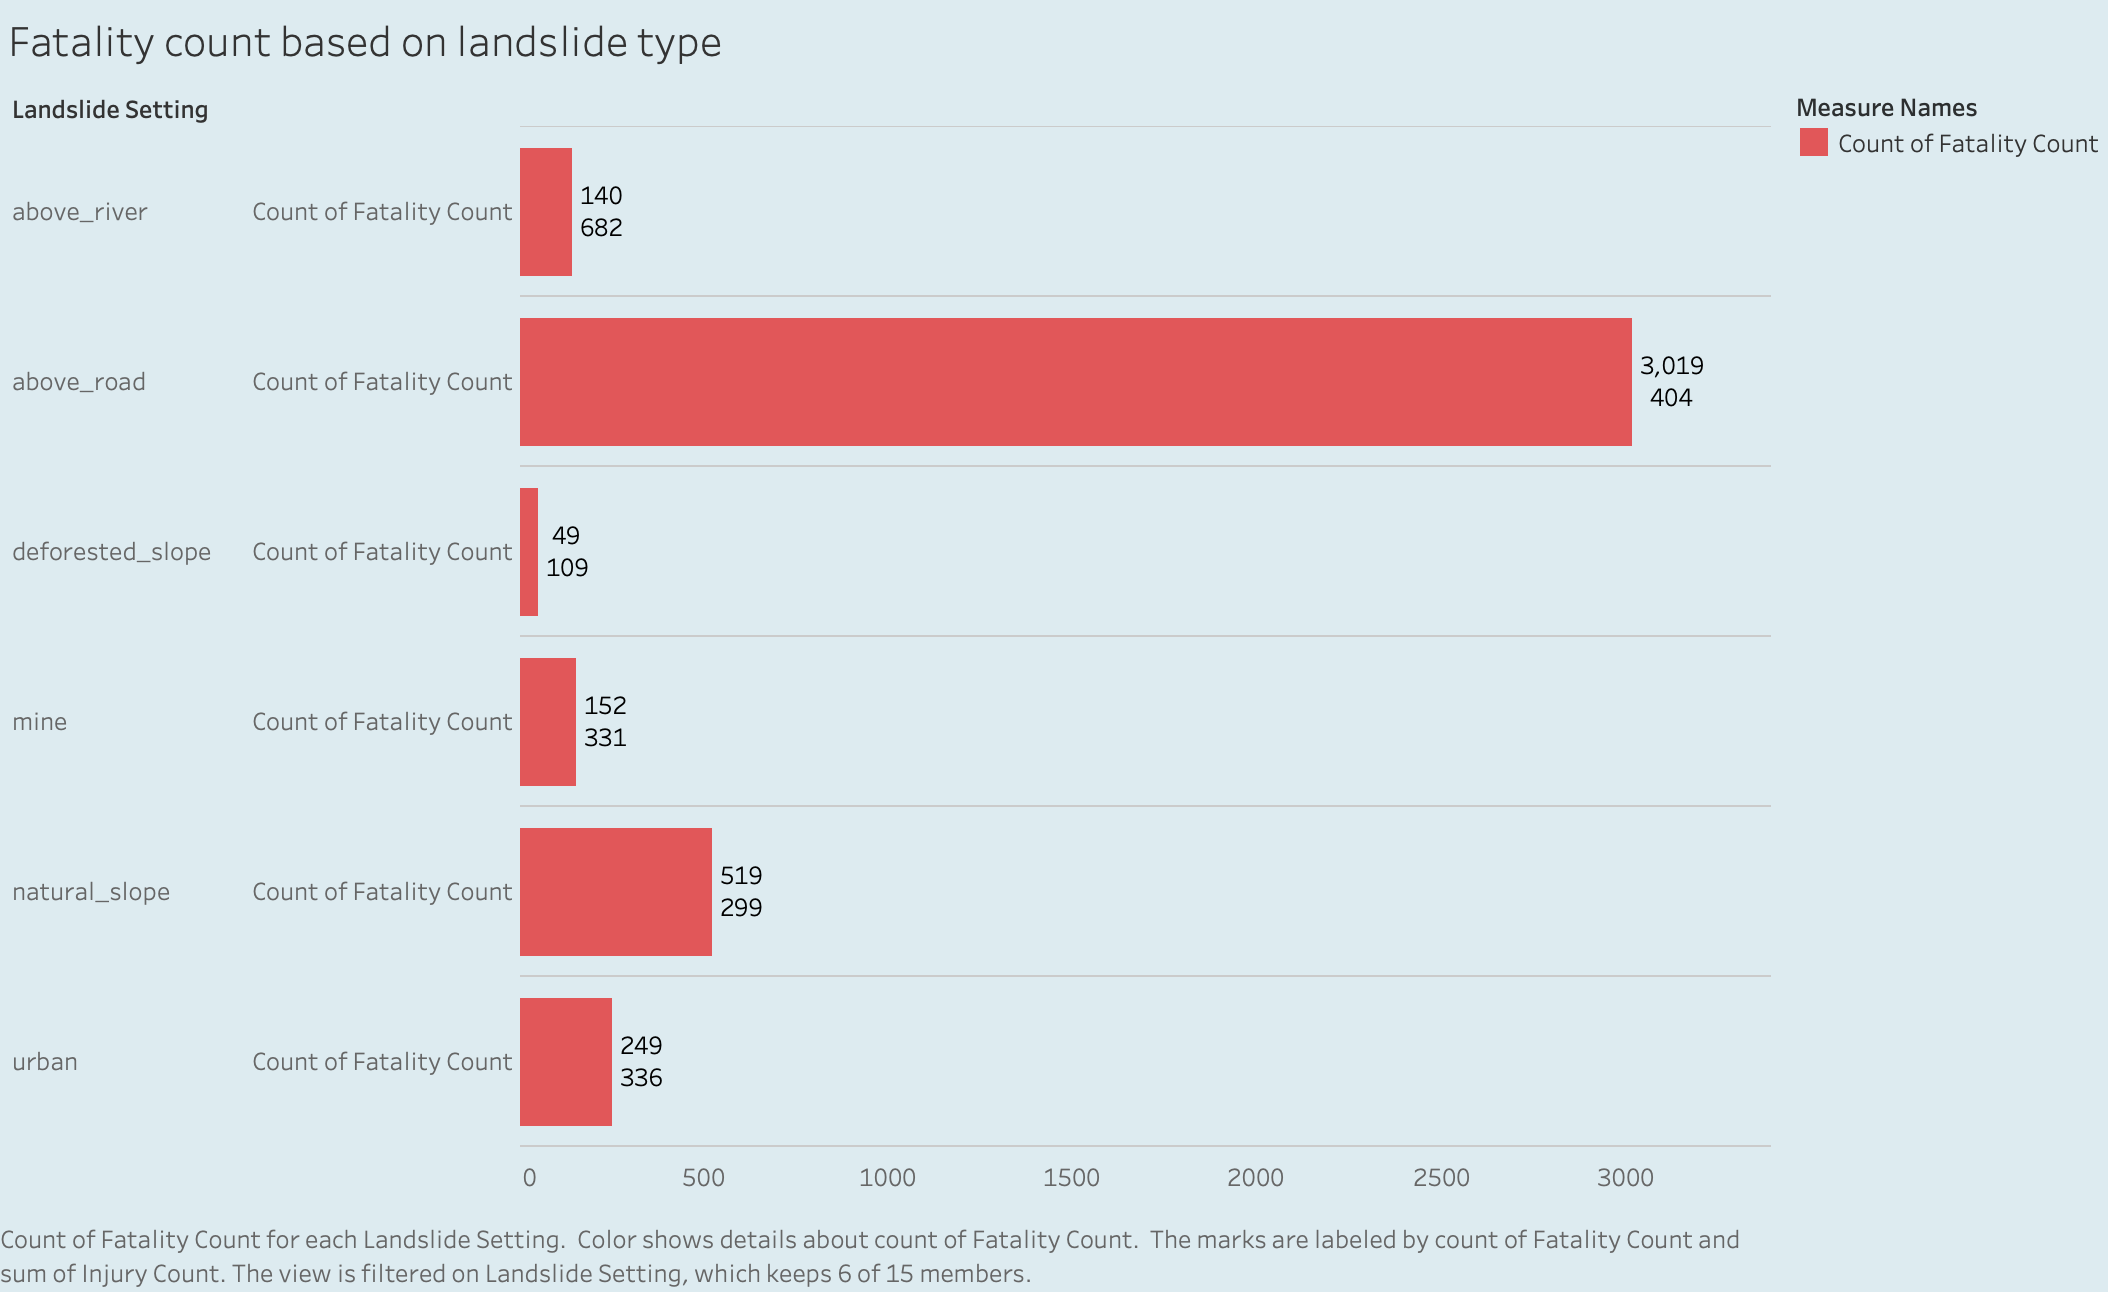 Fatality count based on landslide type
Landslide Setting
Measure Names
Count of Fatality Count
above_river Count of Fatality Count 140
682
above_road Count of Fatality Count 3,019
404
deforested_slope Count of Fatality Count 49
109
mine Count of Fatality Count 152
331
natural_slope Count of Fatality Count 519
299
urban Count of Fatality Count 249
336
0 500 1000 1500 2000 2500 3000
Count of Fatality Count for each Landslide Setting. Color shows details about count of Fatality Count. The marks are labeled by count of Fatality Count and
sum of Injury Count. The view is filtered on Landslide Setting, which keeps 6 of 15 members.